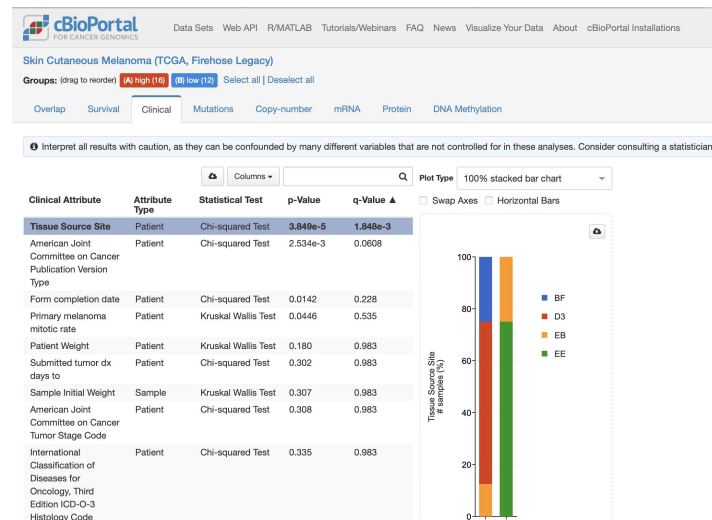 cBioPortal
FOR CANCER GENOMICS
Data Sets Web API R/MATLAB Tutorials/Webinars FAQ News Visualize Your Data About cBioPortal Installations
Skin Cutaneous Melanoma (TCGA, Firehose Legacy)
Groups: (drag to reorder) (A) high (16) (B) low (12) Select all | Deselect all
Overlap Survival Clinical Mutations Copy-number mRNA Protein DNA Methylation
Interpret all results with caution, as they can be confounded by many different variables that are not controlled for in these analyses. Consider consulting a statistician
Columns
Clinical Attribute Attribute Type Statistical Test p-Value q-Value ▲
Tissue Source Site Patient Chi-squared Test 3.849e-5 1.848e-3
American Joint Committee on Cancer Publication Version Type Patient Chi-squared Test 2.534e-3 0.0608
Form completion date Patient Chi-squared Test 0.0142 0.228
Primary melanoma mitotic rate Patient Kruskal Wallis Test 0.0446 0.535
Patient Weight Patient Kruskal Wallis Test 0.180 0.983
Submitted tumor dx days to Patient Chi-squared Test 0.302 0.983
Sample Initial Weight Sample Kruskal Wallis Test 0.307 0.983
American Joint Committee on Cancer Tumor Stage Code Patient Chi-squared Test 0.308 0.983
International Classification of Diseases for Oncology, Third Edition ICD-O-3 Histology Code Patient Chi-squared Test 0.335 0.983
Plot Type 100% stacked bar chart
Swap Axes Horizontal Bars
100
80
60
40
20
0
Tissue Source Site
# samples (%)
BF
D3
EB
EE